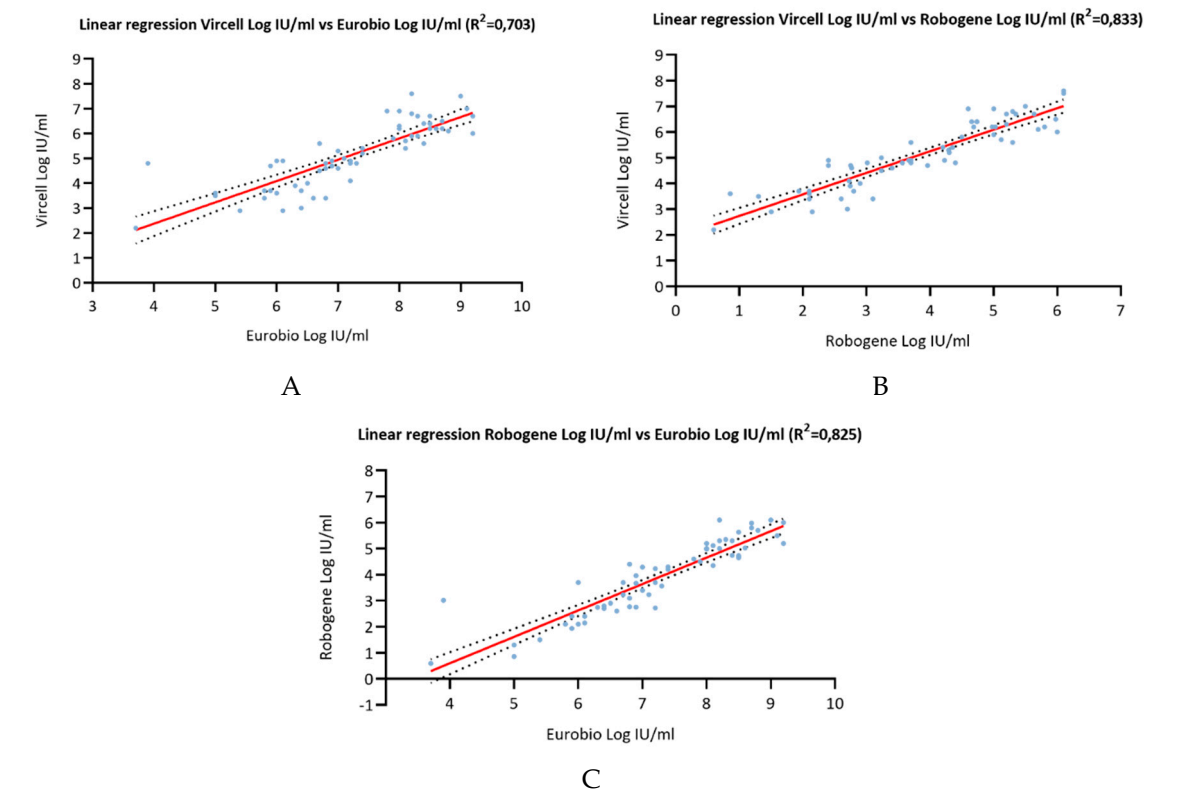 Linear regression Vircell Log IU/ml vs Eurobio Log IU/ml (R²=0,703)
9
8
7
6
5
4
3
2
1
0
Vircell Log IU/ml
3 4 5 6 7 8 9 10
Eurobio Log IU/ml
A
Linear regression Vircell Log IU/ml vs Robogene Log IU/ml (R²=0,833)
9
8
7
6
5
4
3
2
1
0
Vircell Log IU/ml
0 1 2 3 4 5 6 7
Robogene Log IU/ml
B
Linear regression Robogene Log IU/ml vs Eurobio Log IU/ml (R²=0,825)
8
7
6
5
4
3
2
1
0
-1
Robogene Log IU/ml
4 5 6 7 8 9 10
Eurobio Log IU/ml
C